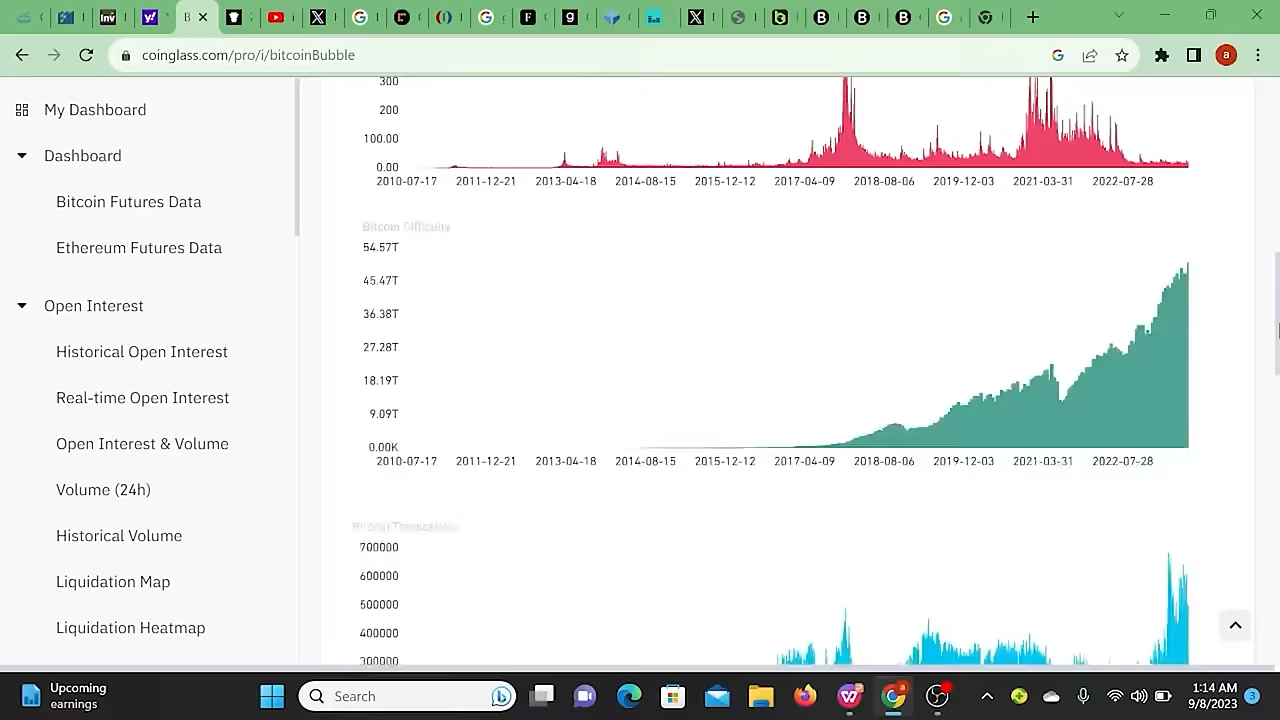 coinglass.com/pro/i/bitcoinBubble
My Dashboard
Dashboard
Bitcoin Futures Data
Ethereum Futures Data
Open Interest
Historical Open Interest
Real-time Open Interest
Open Interest & Volume
Volume (24h)
Historical Volume
Liquidation Map
Liquidation Heatmap
300
200
100.00
0.00
2010-07-17 2011-12-21 2013-04-18 2014-08-15 2015-12-12 2017-04-09 2018-08-06 2019-12-03 2021-03-31 2022-07-28
Bitcoin Difficulty
54.57T
45.47T
36.38T
27.28T
18.19T
9.09T
0.00K
2010-07-17 2011-12-21 2013-04-18 2014-08-15 2015-12-12 2017-04-09 2018-08-06 2019-12-03 2021-03-31 2022-07-28
Bitcoin
700000
600000
500000
400000
300000
Upcoming
earnings
Search
1:14 AM
9/8/2023
3